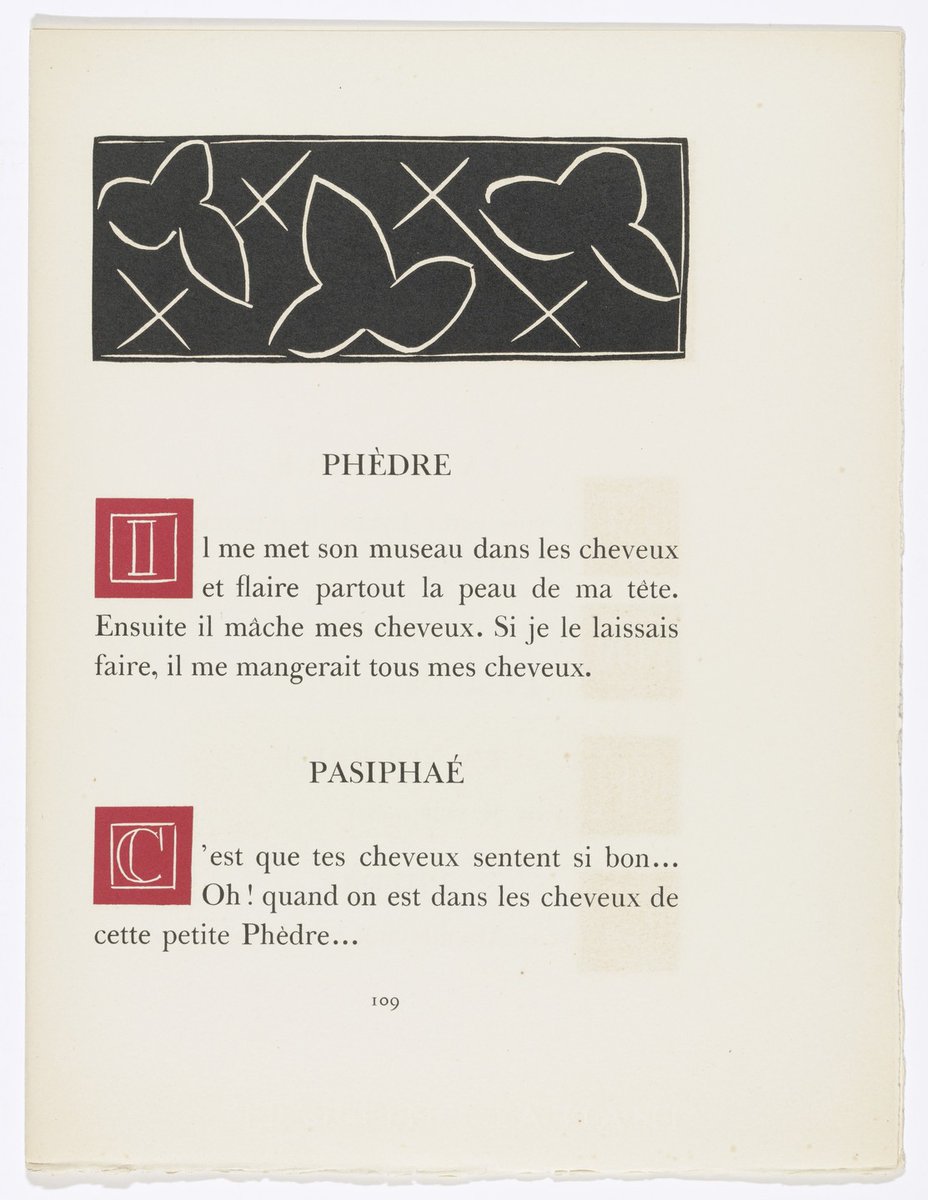 PHÈDRE
Il me met son museau dans les cheveux
et flaire partout la peau de ma tête.
Ensuite il mâche mes cheveux. Si je le laissais
faire, il me mangerait tous mes cheveux.
PASIPHAÉ
C'est que tes cheveux sentent si bon...
Oh! quand on est dans les cheveux de
cette petite Phèdre...
109